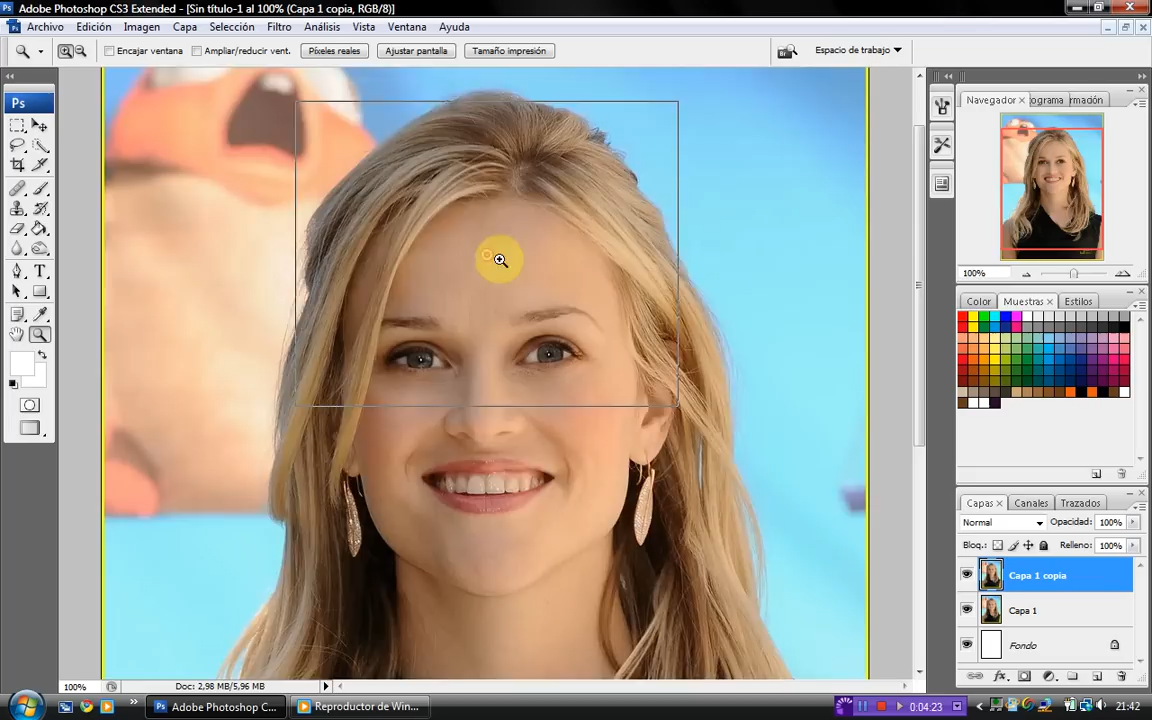 Ps Adobe Photoshop CS3 Extended - [Sin título-1 al 100% (Capa 1 copia, RGB/8)]
Archivo Edición Imagen Capa Selección Filtro Análisis Vista Ventana Ayuda
Encajar ventana Ampliar/reducir vent. Píxeles reales Ajustar pantalla Tamaño impresión Espacio de trabajo
Ps
Navegador ograma rmación
100%
Color Muestras Estilos
Capas Canales Trazados
Normal Opacidad: 100%
Bloq.: Relleno: 100%
Capa 1 copia
Capa 1
Fondo
100% Doc: 2,98 MB/5,96 MB
Adobe Photoshop C... Reproductor de Win... 0:04:23 21:42